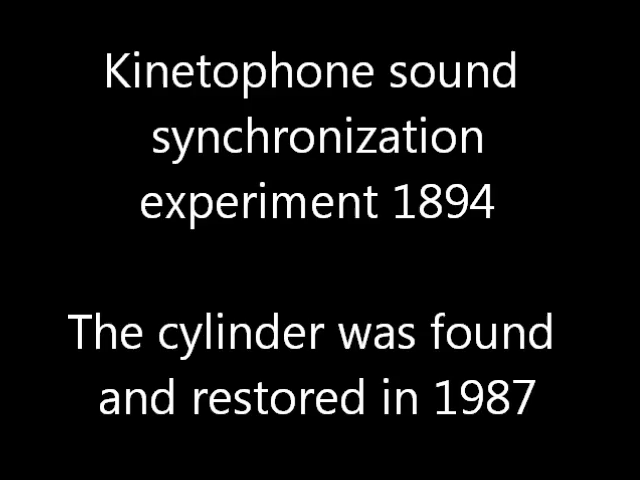 Kinetophone sound
synchronization
experiment 1894
The cylinder was found
and restored in 1987